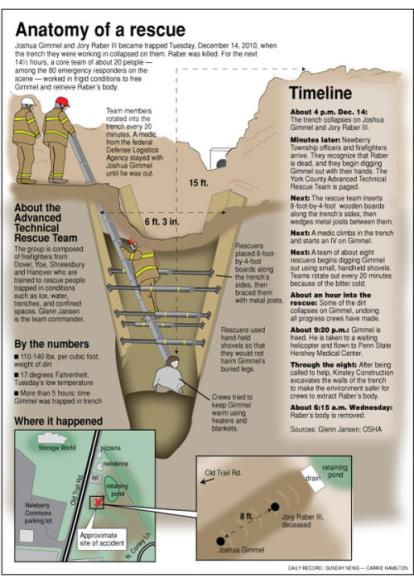 Anatomy of a rescue
Joshua Gimmel and Jory Raber III became trapped Tuesday, December 14, 2010, when
the trench they were working in collapsed on them. Raber was killed. For the next
14½ hours, a core team of about 20 people —
among the 80 emergency responders on the
scene — worked in frigid conditions to free
Gimmel and retrieve Raber's body.
Team members
rotated into the
trench every 20
minutes. A medic
from the federal
Defense Logistics
Agency stayed with
Joshua Gimmel
until he was out.
15 ft.
6 ft. 3 in.
About the
Advanced
Technical
Rescue Team
The group is composed
of firefighters from
Dover, Yoe, Shrewsbury
and Hanover who are
trained to rescue people
trapped in conditions
such as ice, water,
trenches, and confined
spaces. Glenn Jansen
is the team commander.
By the numbers
■ 110-140 lbs. per cubic foot:
weight of dirt
■ 17 degrees Fahrenheit:
Tuesday's low temperature
■ More than 5 hours: time
Gimmel was trapped in trench
Rescuers
placed 8-foot-
by-4-foot
boards along
the trench's
sides, then
braced them
with metal joists.
Rescuers used
hand-held
shovels so that
they would not
harm Gimmel's
buried legs.
Crews tried to
keep Gimmel
warm using
heaters and
blankets.
Timeline
About 4 p.m. Dec. 14:
The trench collapses on Joshua
Gimmel and Jory Raber III.
Minutes later: Newberry
Township officers and firefighters
arrive. They recognize that Raber
is dead, and they begin digging
Gimmel out with their hands. The
York County Advanced Technical
Rescue Team is paged.
Next: The rescue team inserts
8-foot-by-4-foot wooden boards
along the trench's sides, then
wedges metal joists between them.
Next: A medic climbs in the trench
and starts an IV on Gimmel.
Next: A team of about eight
rescuers begins digging Gimmel
out using small, handheld shovels.
Teams rotate out every 20 minutes
because of the bitter cold.
About an hour into the
rescue: Some of the dirt
collapses on Gimmel, undoing
all progress crews have made.
About 9:20 p.m.: Gimmel is
freed. He is taken to a waiting
helicopter and flown to Penn State
Hershey Medical Center.
Through the night: After being
called to help, Kinsley Construction
excavates the walls of the trench
to make the environment safer for
crews to extract Raber's body.
About 6:15 a.m. Wednesday:
Raber's body is removed.
Sources: Glenn Jansen; OSHA
Where it happened
Storage World
pizzeria
residence
lot
retaining
pond
Old Trail Rd.
Newberry
Commons
parking lot
Approximate
site of accident
N. Conley Ln.
Old Trail Rd.
drain
retaining
pond
8 ft.
Jory Raber III,
deceased
Joshua Gimmel
DAILY RECORD / SUNDAY NEWS — CARRIE HAMILTON